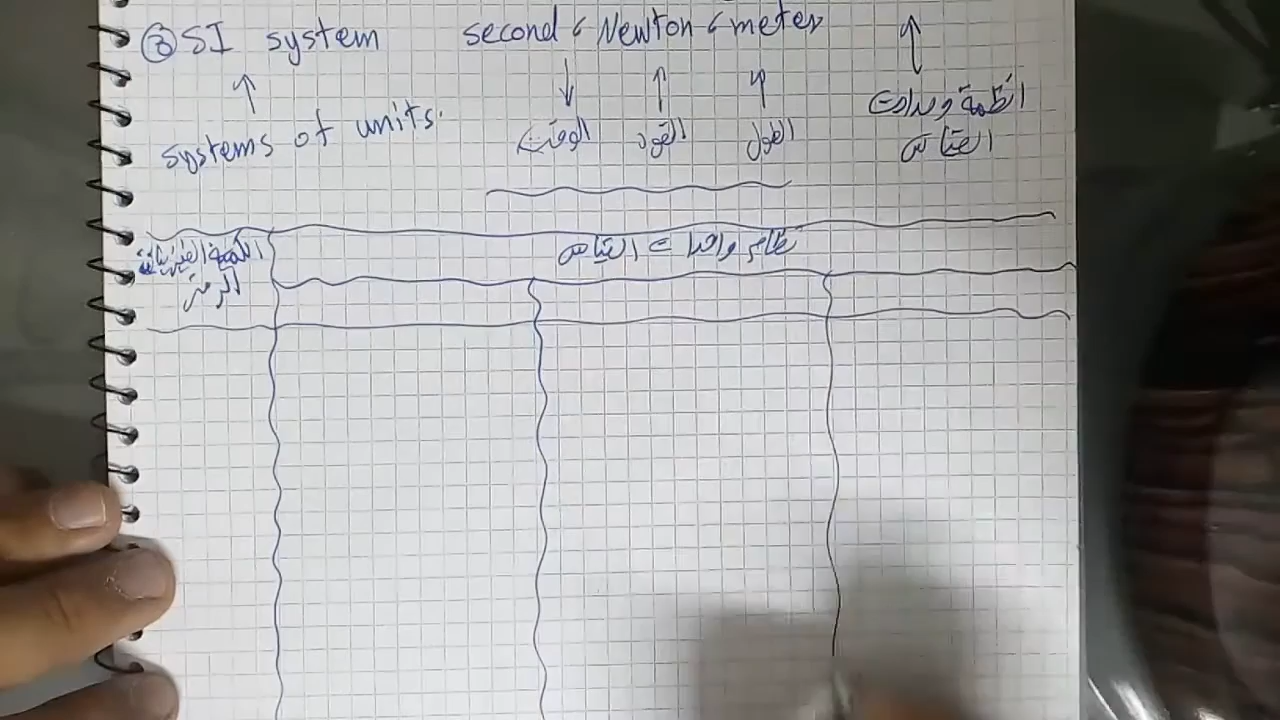 ③ SI system second ، Newton ، meter
systems of units. الوقت القوة الطول انظمة وحدات
القياس
الكمية الفيزيائية نظام وحدات القياس
الرمز